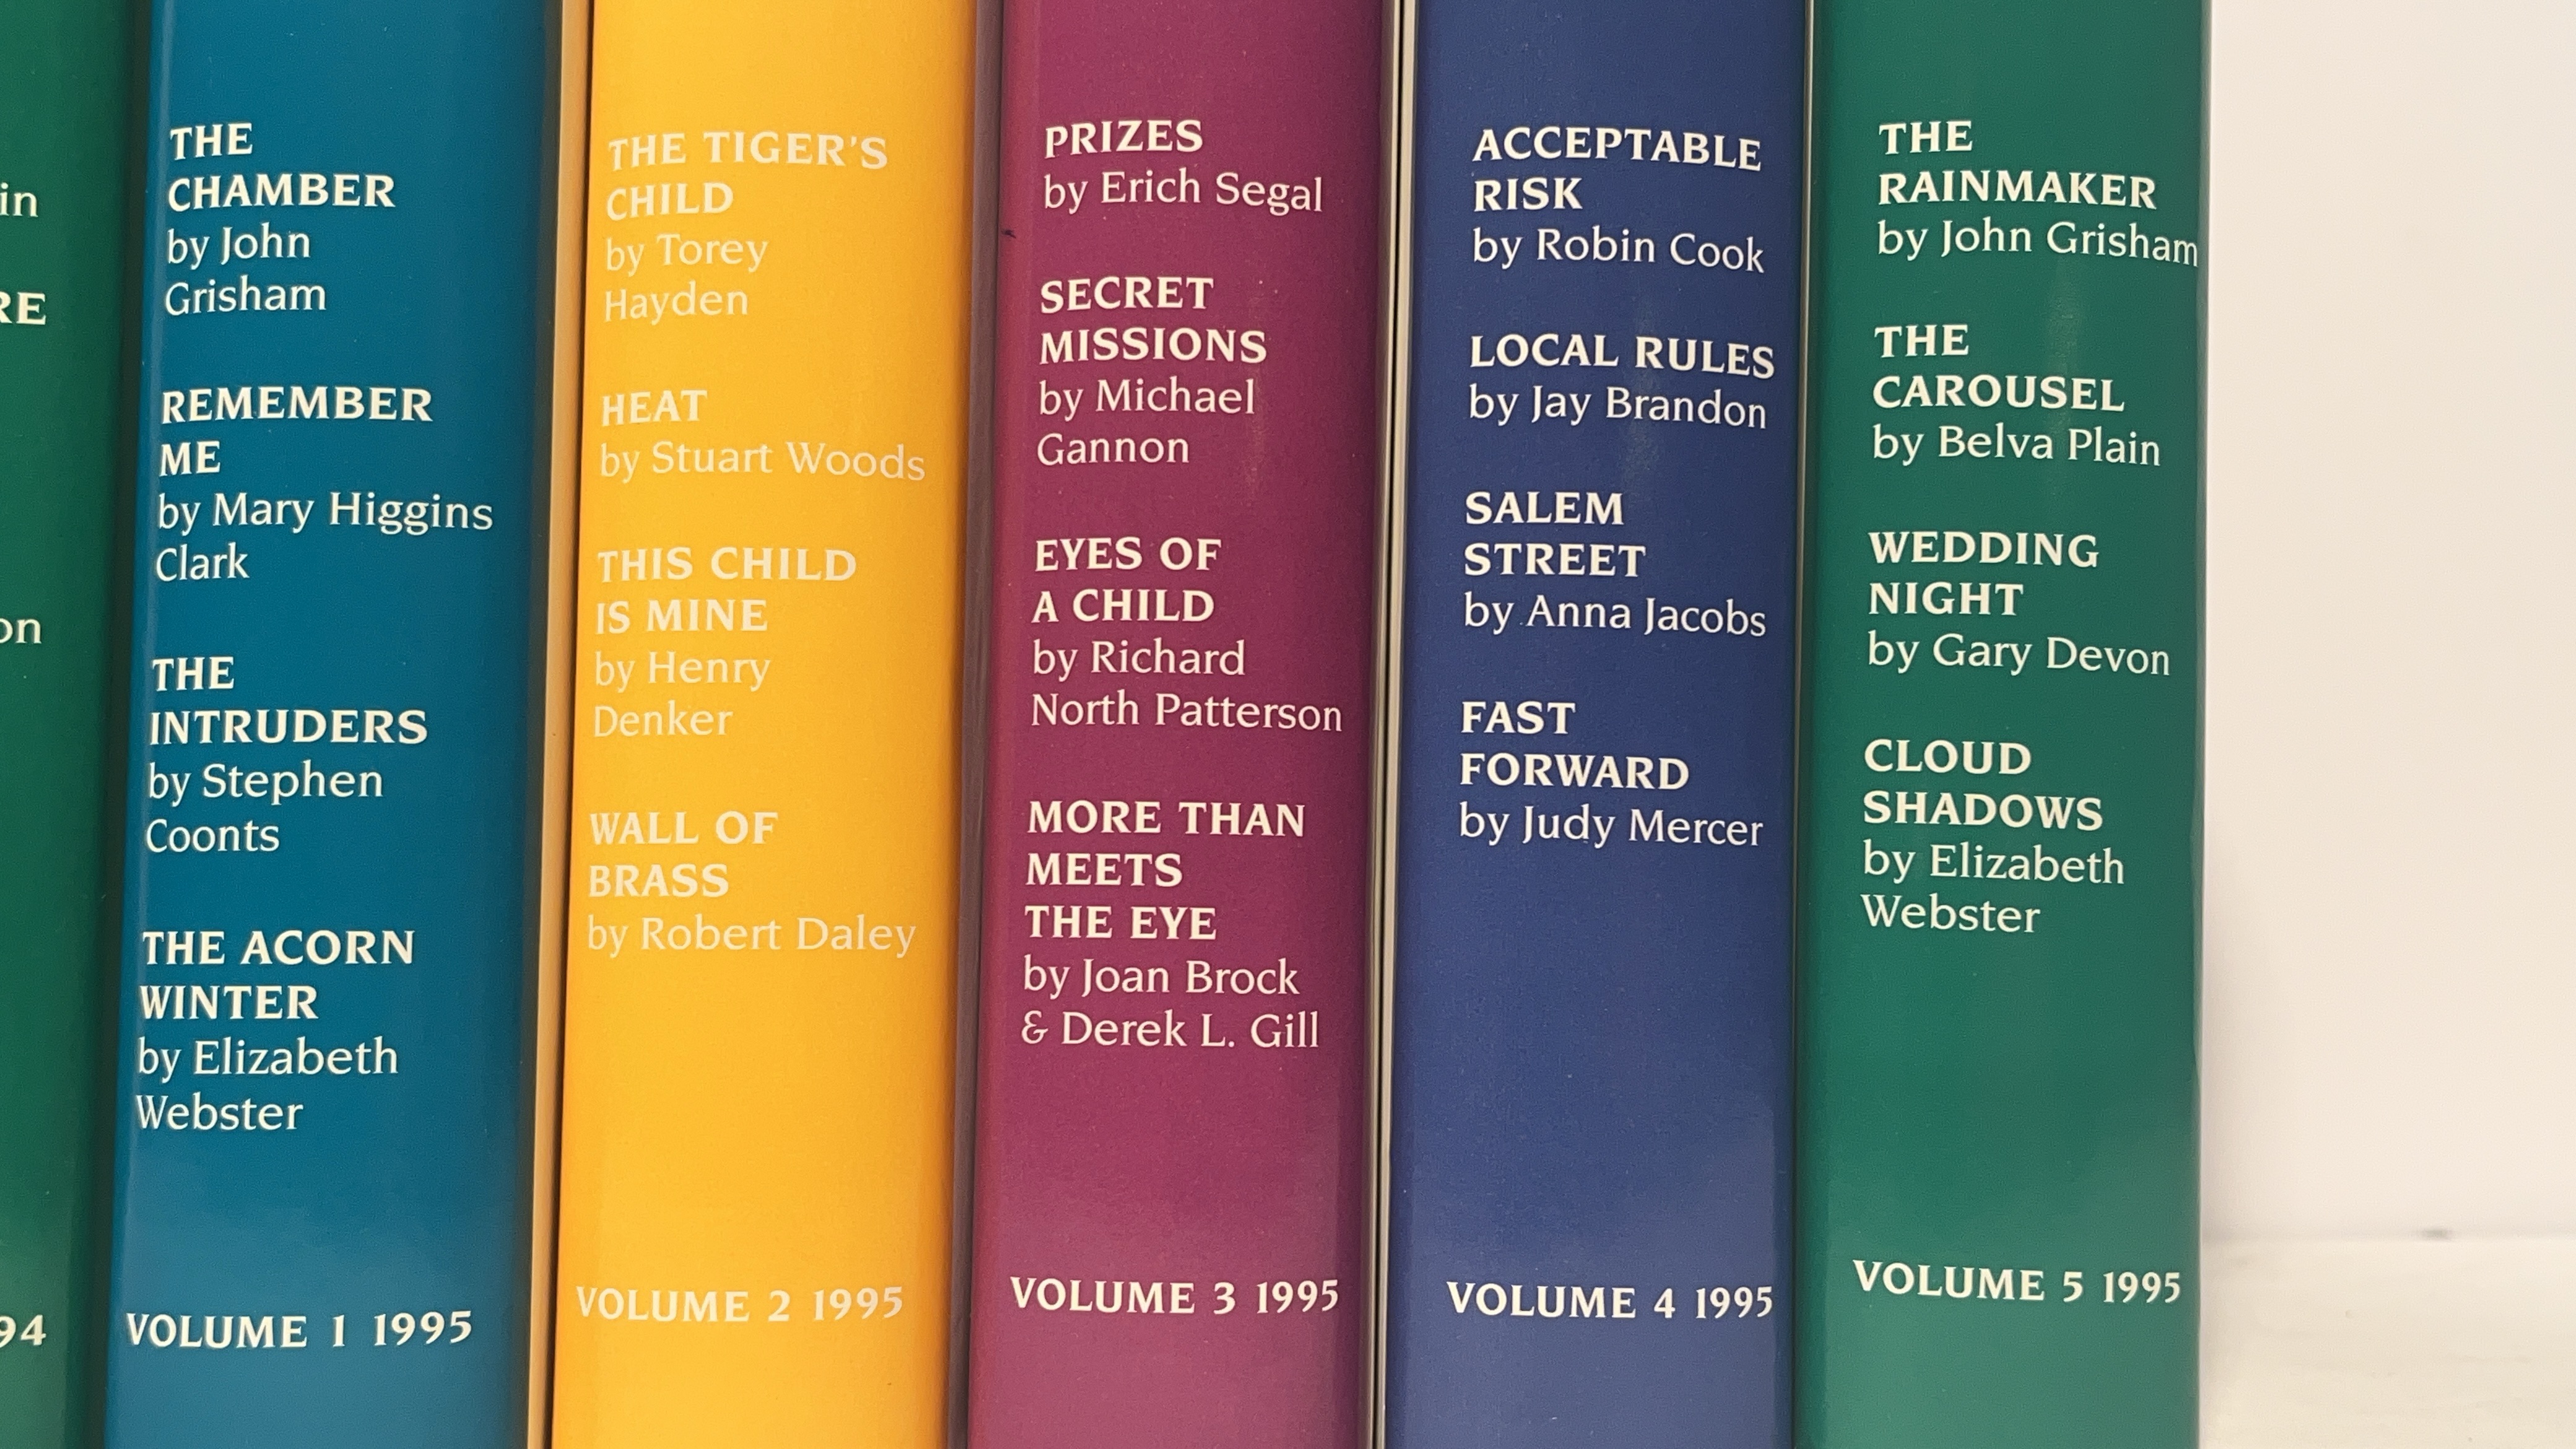 in
RE
on
94
THE
CHAMBER
by John
Grisham
REMEMBER
ME
by Mary Higgins
Clark
THE
INTRUDERS
by Stephen
Coonts
THE ACORN
WINTER
by Elizabeth
Webster
VOLUME 1 1995
THE TIGER'S
CHILD
by Torey
Hayden
HEAT
by Stuart Woods
THIS CHILD
IS MINE
by Henry
Denker
WALL OF
BRASS
by Robert Daley
VOLUME 2 1995
PRIZES
by Erich Segal
SECRET
MISSIONS
by Michael
Gannon
EYES OF
A CHILD
by Richard
North Patterson
MORE THAN
MEETS
THE EYE
by Joan Brock
& Derek L. Gill
VOLUME 3 1995
ACCEPTABLE
RISK
by Robin Cook
LOCAL RULES
by Jay Brandon
SALEM
STREET
by Anna Jacobs
FAST
FORWARD
by Judy Mercer
VOLUME 4 1995
THE
RAINMAKER
by John Grisham
THE
CAROUSEL
by Belva Plain
WEDDING
NIGHT
by Gary Devon
CLOUD
SHADOWS
by Elizabeth
Webster
VOLUME 5 1995